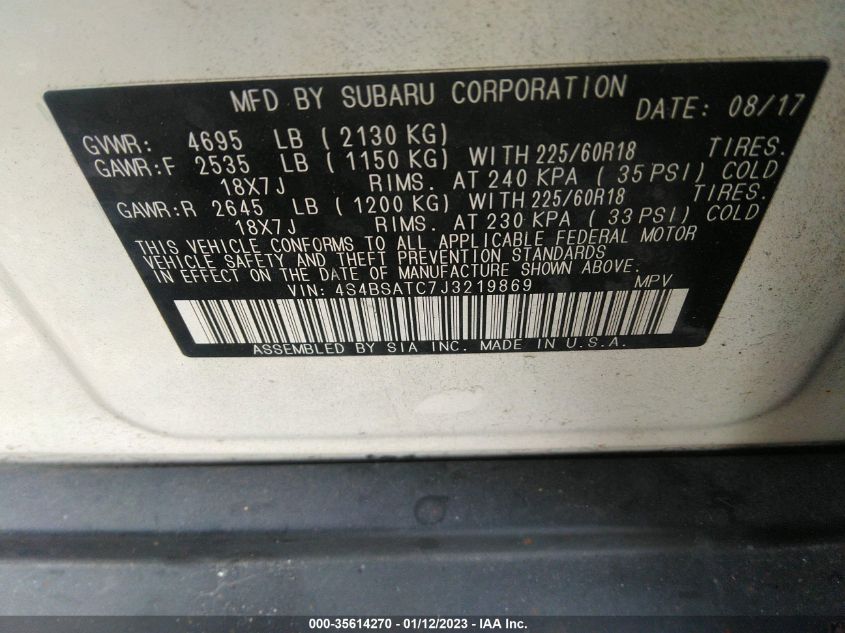 MFD BY SUBARU CORPORATION DATE: 08/17
GVWR: 4695 LB (2130 KG)
GAWR:F 2535 LB (1150 KG) WITH 225/60R18 TIRES.
18X7J RIMS. AT 240 KPA (35 PSI) COLD
GAWR:R 2645 LB (1200 KG) WITH 225/60R18 TIRES.
18X7J RIMS. AT 230 KPA (33 PSI) COLD
THIS VEHICLE CONFORMS TO ALL APPLICABLE FEDERAL MOTOR
VEHICLE SAFETY AND THEFT PREVENTION STANDARDS
IN EFFECT ON THE DATE OF MANUFACTURE SHOWN ABOVE.
VIN: 4S4BSATC7J3219869 MPV
ASSEMBLED BY SIA INC. MADE IN U.S.A.
000-35614270 - 01/12/2023 - IAA Inc.